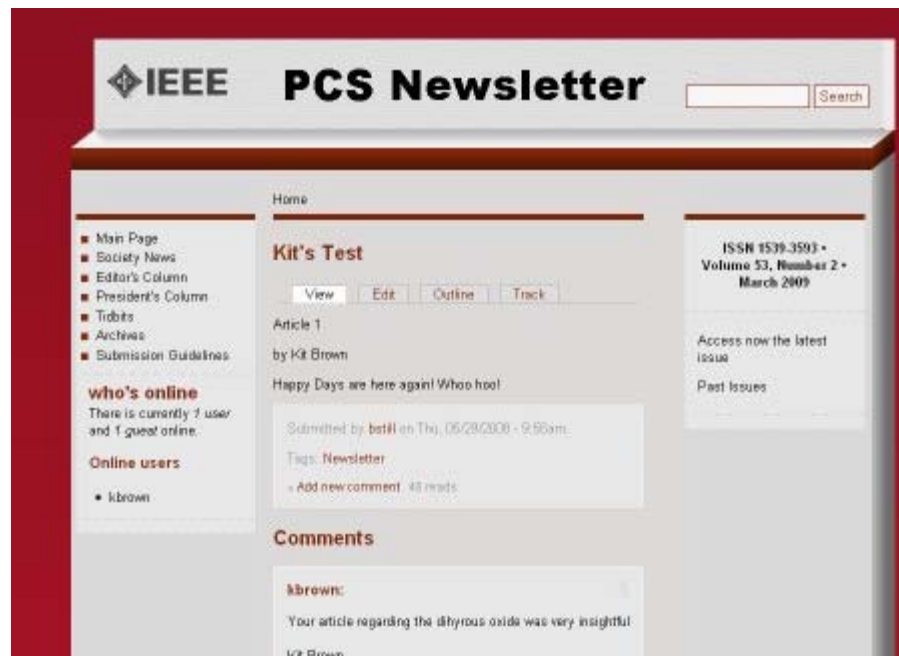 IEEE
PCS Newsletter
Search
Home
Main Page
Society News
Editor's Column
President's Column
Tidbits
Archives
Submission Guidelines
who's online
There is currently 1 user
and 1 guest online.
Online users
kbrown
Kit's Test
View Edit Outline Track
Article 1
by Kit Brown
Happy Days are here again! Whoo hoo!
Submitted by bstill on Thu, 05/29/2008 - 9:56am.
Tags: Newsletter
» Add new comment 48 reads
Comments
kbrown:
Your article regarding the dihyrous oxide was very insightful
Kit Brown
ISSN 1539-3593 •
Volume 53, Number 2 •
March 2009
Access now the latest
issue
Past Issues